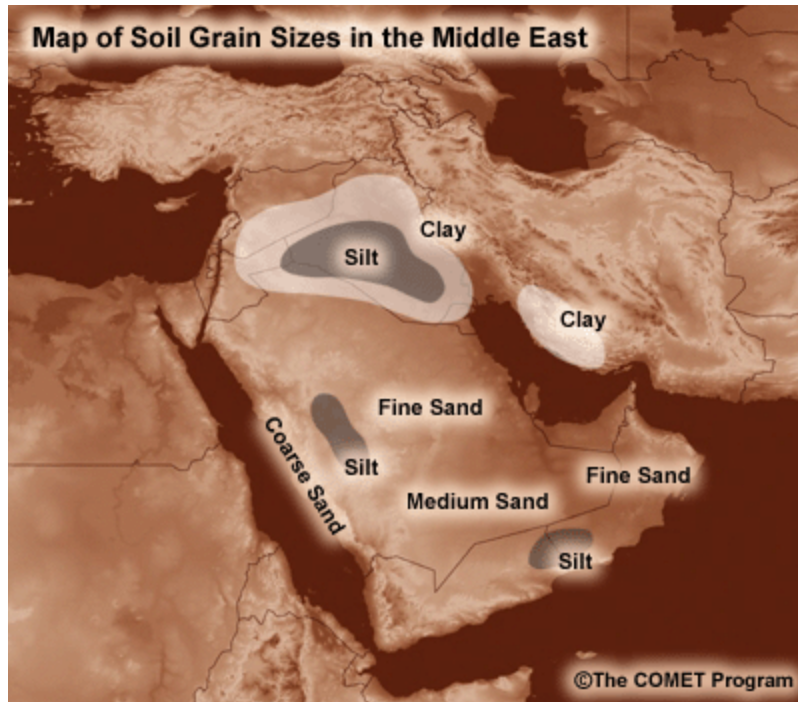 Map of Soil Grain Sizes in the Middle East
Clay
Silt
Clay
Fine Sand
Coarse Sand
Silt
Fine Sand
Medium Sand
Silt
©The COMET Program